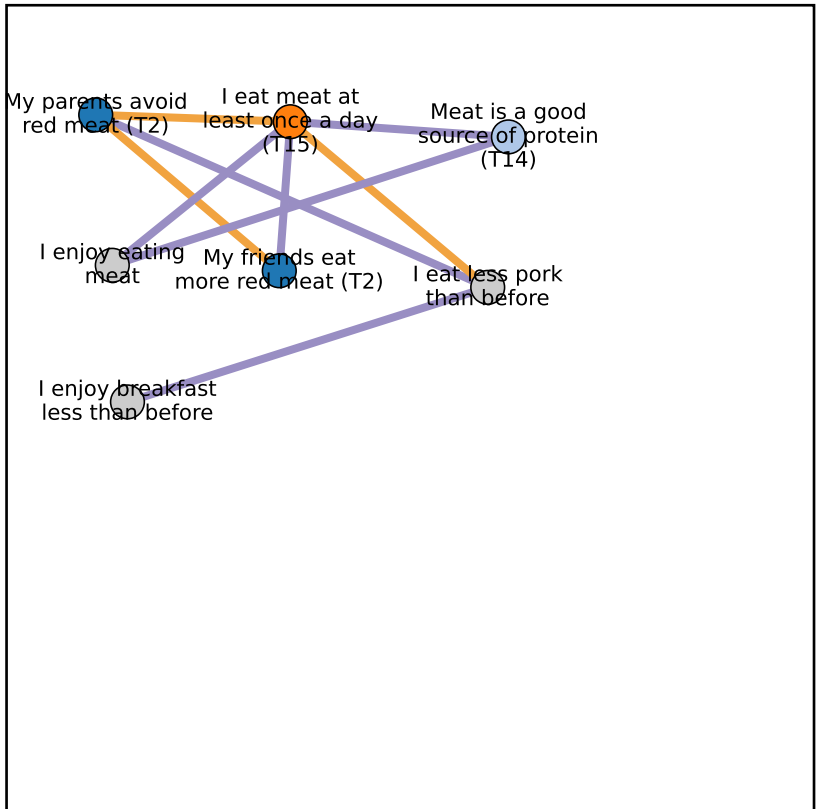 My parents avoid
red meat (T2)
I eat meat at
least once a day
(T15)
Meat is a good
source of protein
(T14)
I enjoy eating
meat
My friends eat
more red meat (T2)
I eat less pork
than before
I enjoy breakfast
less than before